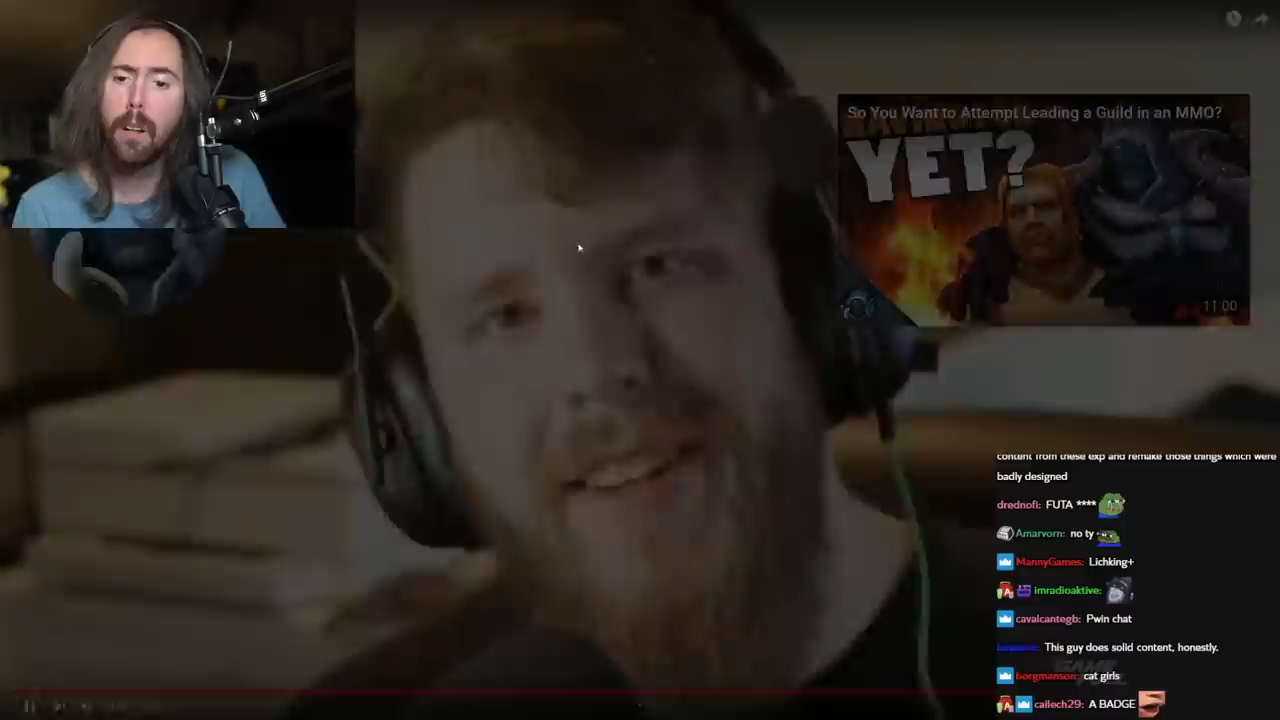 So You Want to Attempt Leading a Guild in an MMO?
YET?
11:00
content from these exp and remake those things which were
badly designed
drednofi: FUTA ****
Amarvorn: no ty
MannyGames: Lichking+
imradioaktive:
cavalcantegb: Pwin chat
This guy does solid content, honestly.
borgmanson: cat girls
callech29: A BADGE